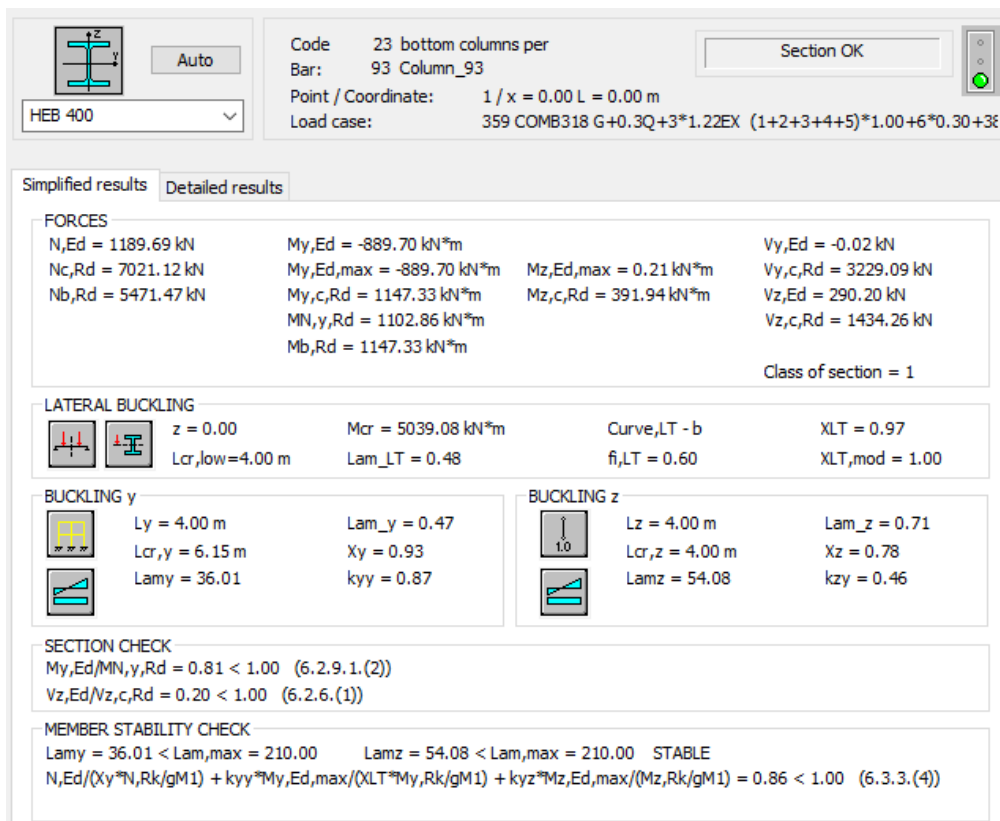 z
Y
Auto
HEB 400
Code 23 bottom columns per
Bar: 93 Column_93
Point / Coordinate: 1 / x = 0.00 L = 0.00 m
Load case: 359 COMB318 G+0.3Q+3*1.22EX (1+2+3+4+5)*1.00+6*0.30+38
Section OK
Simplified results Detailed results
FORCES
N,Ed = 1189.69 kN My,Ed = -889.70 kN*m Vy,Ed = -0.02 kN
Nc,Rd = 7021.12 kN My,Ed,max = -889.70 kN*m Mz,Ed,max = 0.21 kN*m Vy,c,Rd = 3229.09 kN
Nb,Rd = 5471.47 kN My,c,Rd = 1147.33 kN*m Mz,c,Rd = 391.94 kN*m Vz,Ed = 290.20 kN
MN,y,Rd = 1102.86 kN*m Vz,c,Rd = 1434.26 kN
Mb,Rd = 1147.33 kN*m
Class of section = 1
LATERAL BUCKLING
z = 0.00 Mcr = 5039.08 kN*m Curve,LT - b XLT = 0.97
Lcr,low=4.00 m Lam_LT = 0.48 fi,LT = 0.60 XLT,mod = 1.00
BUCKLING y
Ly = 4.00 m Lam_y = 0.47
Lcr,y = 6.15 m Xy = 0.93
Lamy = 36.01 kyy = 0.87
BUCKLING z
1.0
Lz = 4.00 m Lam_z = 0.71
Lcr,z = 4.00 m Xz = 0.78
Lamz = 54.08 kzy = 0.46
SECTION CHECK
My,Ed/MN,y,Rd = 0.81 < 1.00 (6.2.9.1.(2))
Vz,Ed/Vz,c,Rd = 0.20 < 1.00 (6.2.6.(1))
MEMBER STABILITY CHECK
Lamy = 36.01 < Lam,max = 210.00 Lamz = 54.08 < Lam,max = 210.00 STABLE
N,Ed/(Xy*N,Rk/gM1) + kyy*My,Ed,max/(XLT*My,Rk/gM1) + kyz*Mz,Ed,max/(Mz,Rk/gM1) = 0.86 < 1.00 (6.3.3.(4))